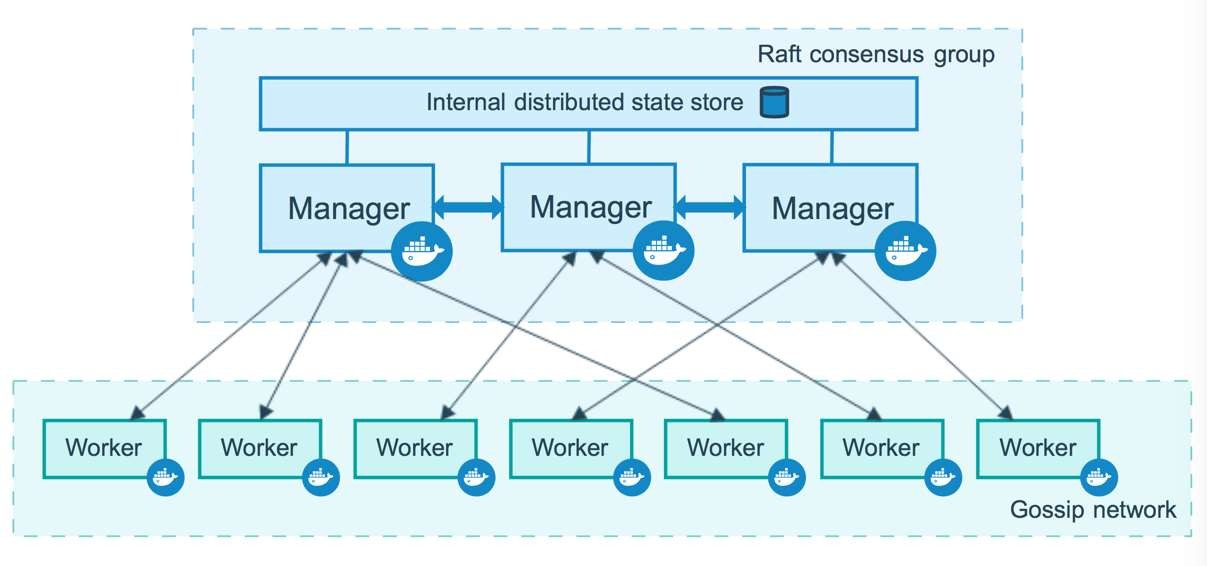 Raft consensus group
Internal distributed state store
Manager
Manager
Manager
Worker
Worker
Worker
Worker
Worker
Worker
Worker
Gossip network